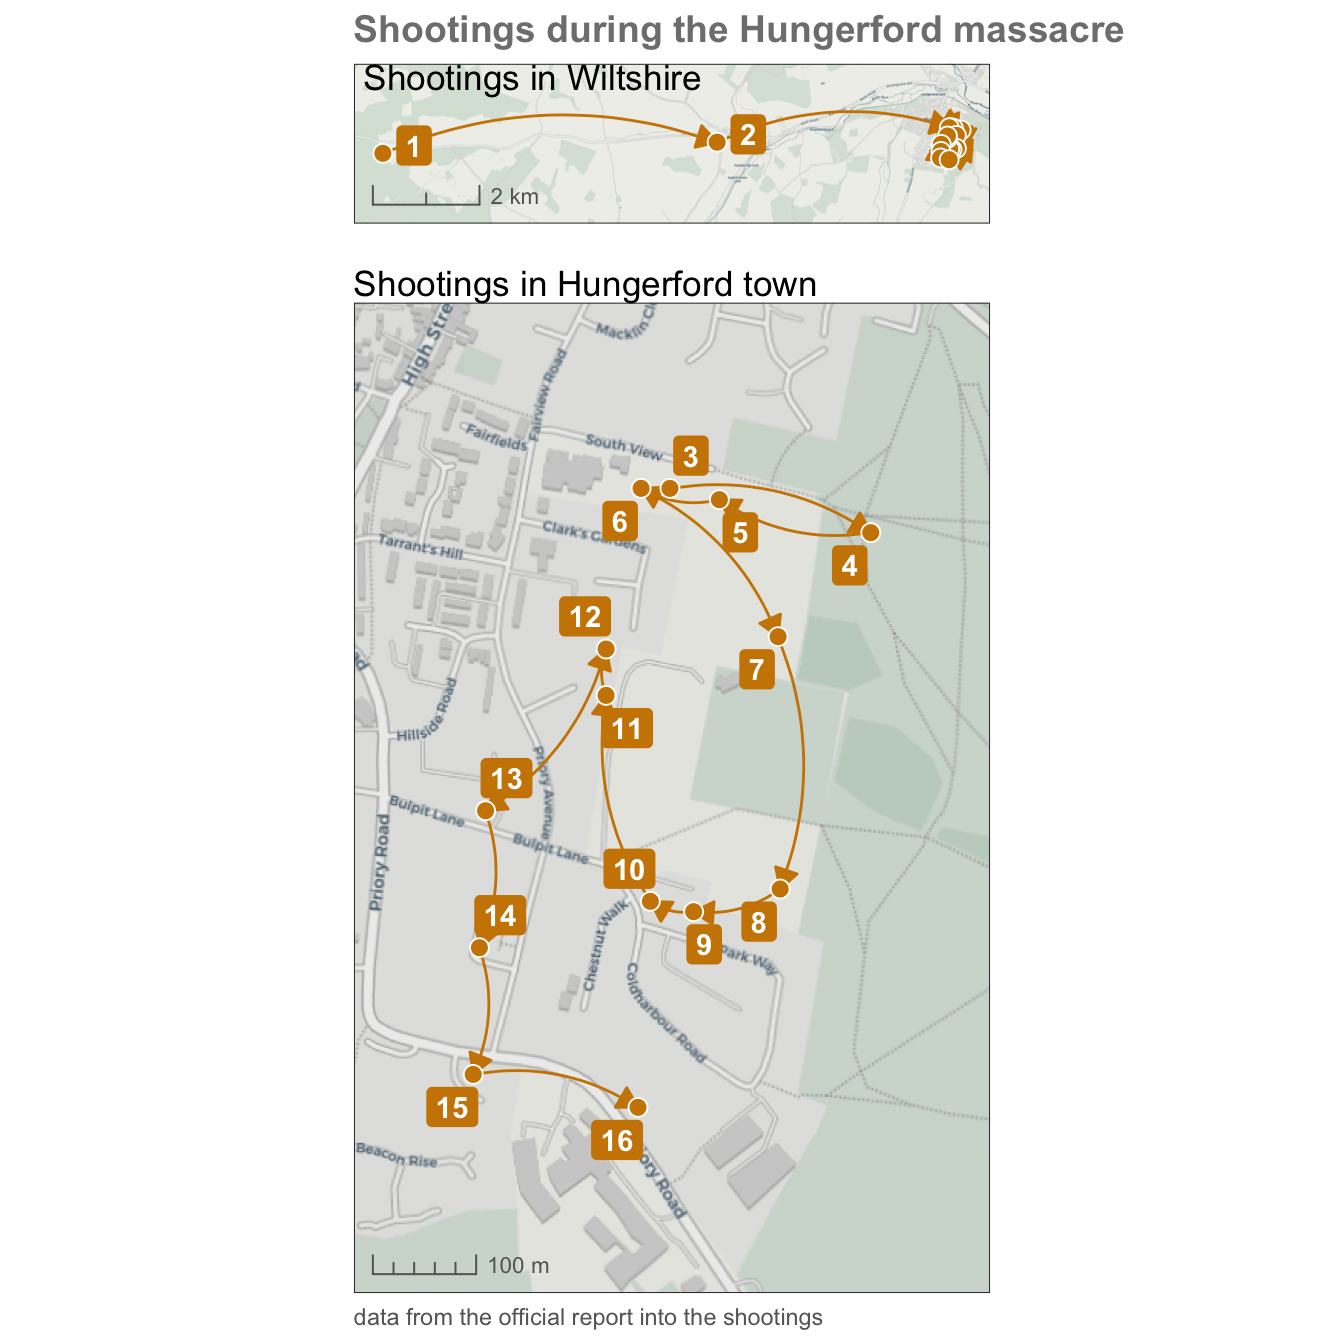 Shootings during the Hungerford massacre
Shootings in Wiltshire
1
2
2 km
Shootings in Hungerford town
High Stre
Macklin Cl
Fairview Road
Fairfields
South View
3
6
5
4
Clark's Gardens
Tarrant's Hill
12
7
11
Hillside Road
13
Priory Avenue
Bulpit Lane
Bulpit Lane
Priory Road
10
14
8
9
Park Way
Chestnut Walk
Coldharbour Road
15
16
Beacon Rise
ory Road
100 m
data from the official report into the shootings